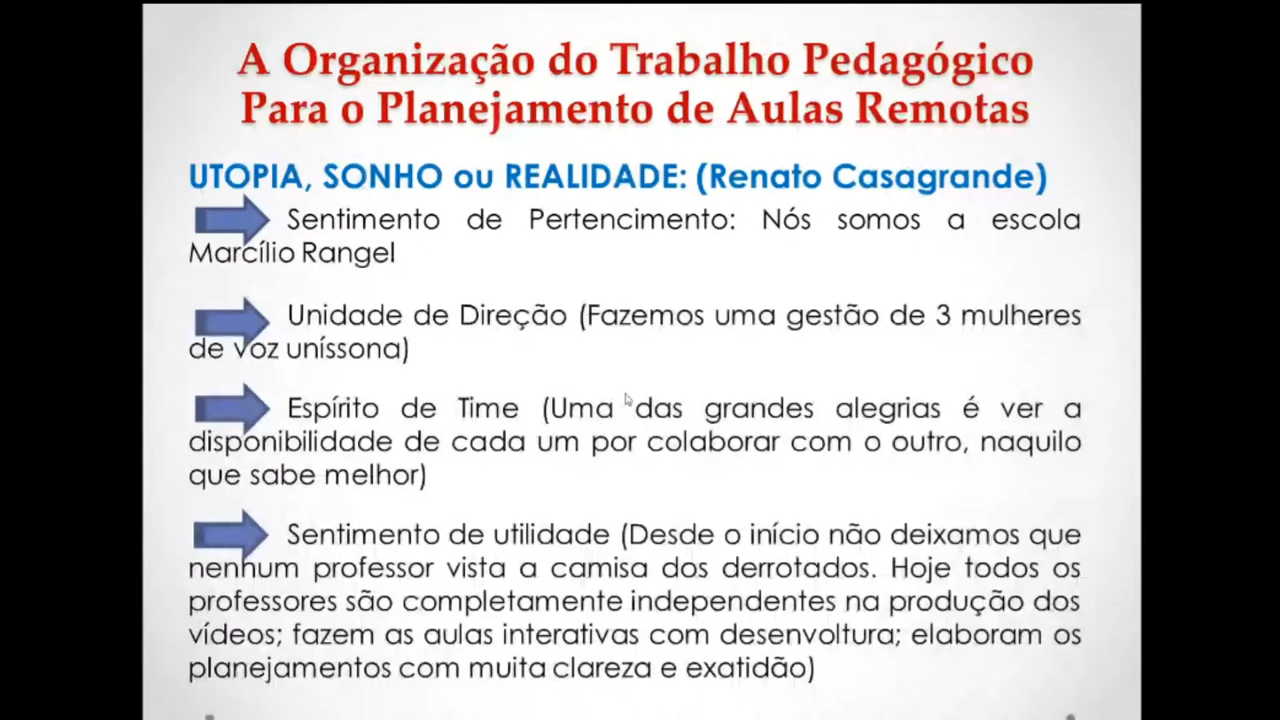 A Organização do Trabalho Pedagógico
Para o Planejamento de Aulas Remotas
UTOPIA, SONHO ou REALIDADE: (Renato Casagrande)
Sentimento de Pertencimento: Nós somos a escola
Marcílio Rangel
Unidade de Direção (Fazemos uma gestão de 3 mulheres
de voz uníssona)
Espírito de Time (Uma das grandes alegrias é ver a
disponibilidade de cada um por colaborar com o outro, naquilo
que sabe melhor)
Sentimento de utilidade (Desde o início não deixamos que
nenhum professor vista a camisa dos derrotados. Hoje todos os
professores são completamente independentes na produção dos
vídeos; fazem as aulas interativas com desenvoltura; elaboram os
planejamentos com muita clareza e exatidão)